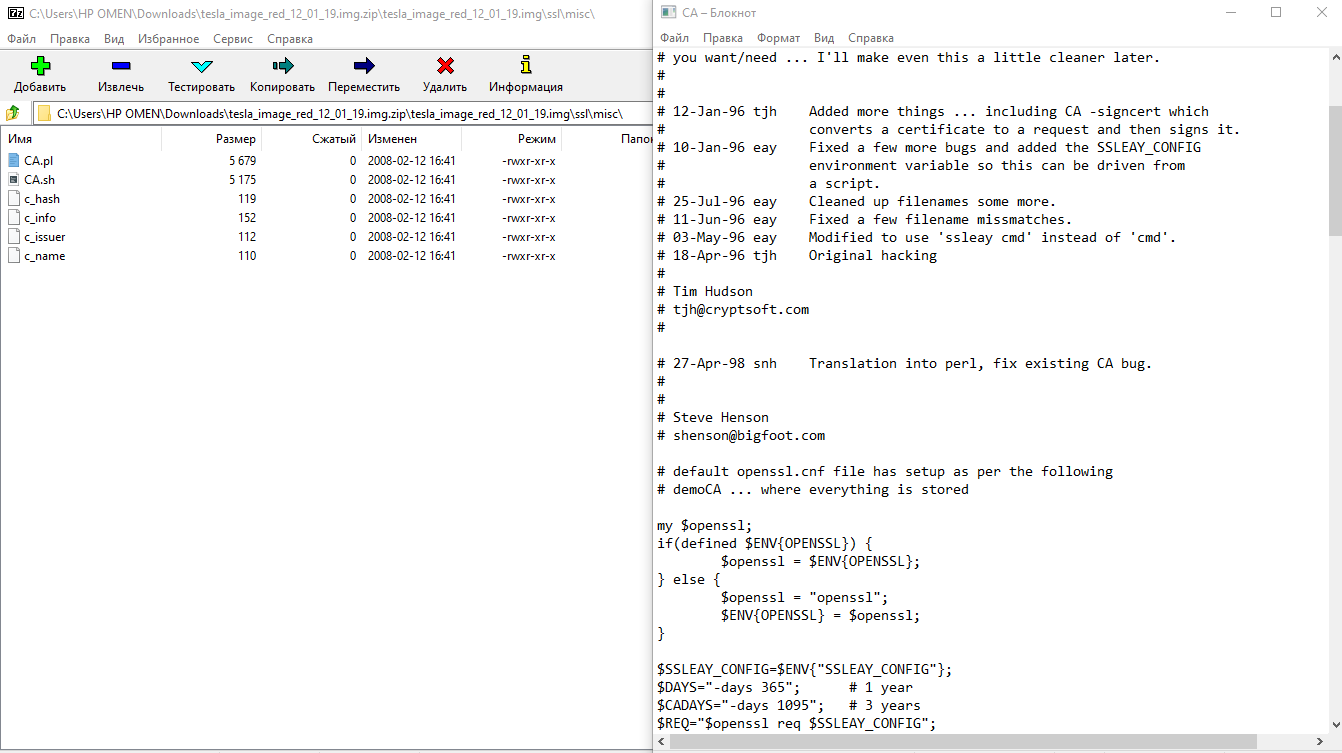 C:\Users\HP OMEN\Downloads\tesla_image_red_12_01_19.img.zip\tesla_image_red_12_01_19.img\ssl\misc\
Файл Правка Вид Избранное Сервис Справка
Добавить Извлечь Тестировать Копировать Переместить Удалить Информация
C:\Users\HP OMEN\Downloads\tesla_image_red_12_01_19.img.zip\tesla_image_red_12_01_19.img\ssl\misc\
Имя Размер Сжатый Изменен Режим Папок
CA.pl 5 679 0 2008-02-12 16:41 -rwxr-xr-x
CA.sh 5 175 0 2008-02-12 16:41 -rwxr-xr-x
c_hash 119 0 2008-02-12 16:41 -rwxr-xr-x
c_info 152 0 2008-02-12 16:41 -rwxr-xr-x
c_issuer 112 0 2008-02-12 16:41 -rwxr-xr-x
c_name 110 0 2008-02-12 16:41 -rwxr-xr-x
CA – Блокнот
Файл Правка Формат Вид Справка
# you want/need ... I'll make even this a little cleaner later.
#
#
# 12-Jan-96 tjh    Added more things ... including CA -signcert which
#                  converts a certificate to a request and then signs it.
# 10-Jan-96 eay    Fixed a few more bugs and added the SSLEAY_CONFIG
#                  environment variable so this can be driven from
#                  a script.
# 25-Jul-96 eay    Cleaned up filenames some more.
# 11-Jun-96 eay    Fixed a few filename missmatches.
# 03-May-96 eay    Modified to use 'ssleay cmd' instead of 'cmd'.
# 18-Apr-96 tjh    Original hacking
#
# Tim Hudson
# tjh@cryptsoft.com
#

# 27-Apr-98 snh    Translation into perl, fix existing CA bug.
#
#
# Steve Henson
# shenson@bigfoot.com

# default openssl.cnf file has setup as per the following
# demoCA ... where everything is stored

my $openssl;
if(defined $ENV{OPENSSL}) {
        $openssl = $ENV{OPENSSL};
} else {
        $openssl = "openssl";
        $ENV{OPENSSL} = $openssl;
}

$SSLEAY_CONFIG=$ENV{"SSLEAY_CONFIG"};
$DAYS="-days 365";      # 1 year
$CADAYS="-days 1095";   # 3 years
$REQ="$openssl req $SSLEAY_CONFIG";